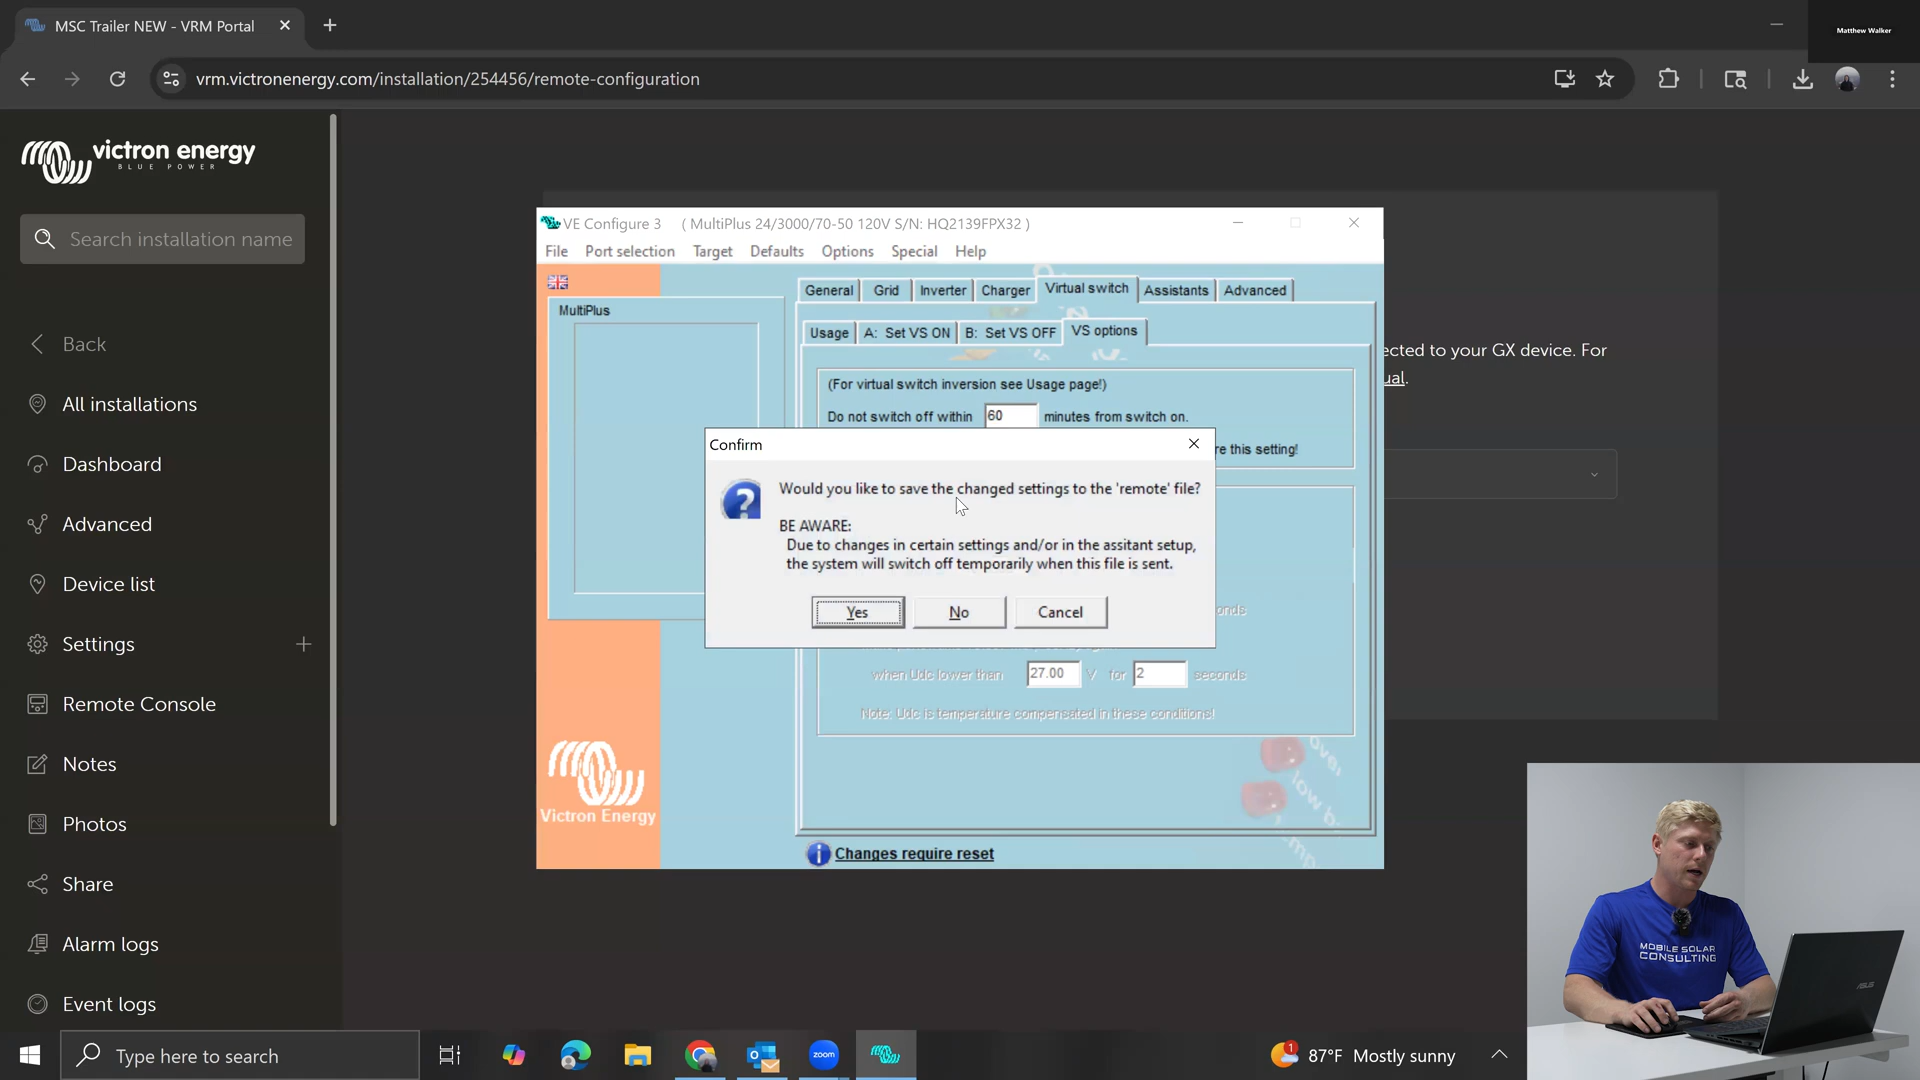 MSC Trailer NEW - VRM Portal
Matthew Walker
vrm.victronenergy.com/installation/254456/remote-configuration
victron energy
BLUE POWER
Search installation name
Back
All installations
Dashboard
Advanced
Device list
Settings
Remote Console
Notes
Photos
Share
Alarm logs
Event logs
ected to your GX device. For
ual.
VE Configure 3 ( MultiPlus 24/3000/70-50 120V S/N: HQ2139FPX32 )
File Port selection Target Defaults Options Special Help
MultiPlus
General Grid Inverter Charger Virtual switch Assistants Advanced
Usage A: Set VS ON B: Set VS OFF VS options
(For virtual switch inversion see Usage page!)
Do not switch off within 60 minutes from switch on.
re this setting!
Confirm
Would you like to save the changed settings to the 'remote' file?
BE AWARE:
Due to changes in certain settings and/or in the assitant setup,
the system will switch off temporarily when this file is sent.
Yes No Cancel
onds
when Udc lower than 27.00 V for 2 seconds
Note: Udc is temperature compensated in these conditions!
Victron Energy
over
low b
Changes require reset
MOBILE SOLAR
CONSULTING
ASUS
Type here to search
zoom
1
87°F Mostly sunny